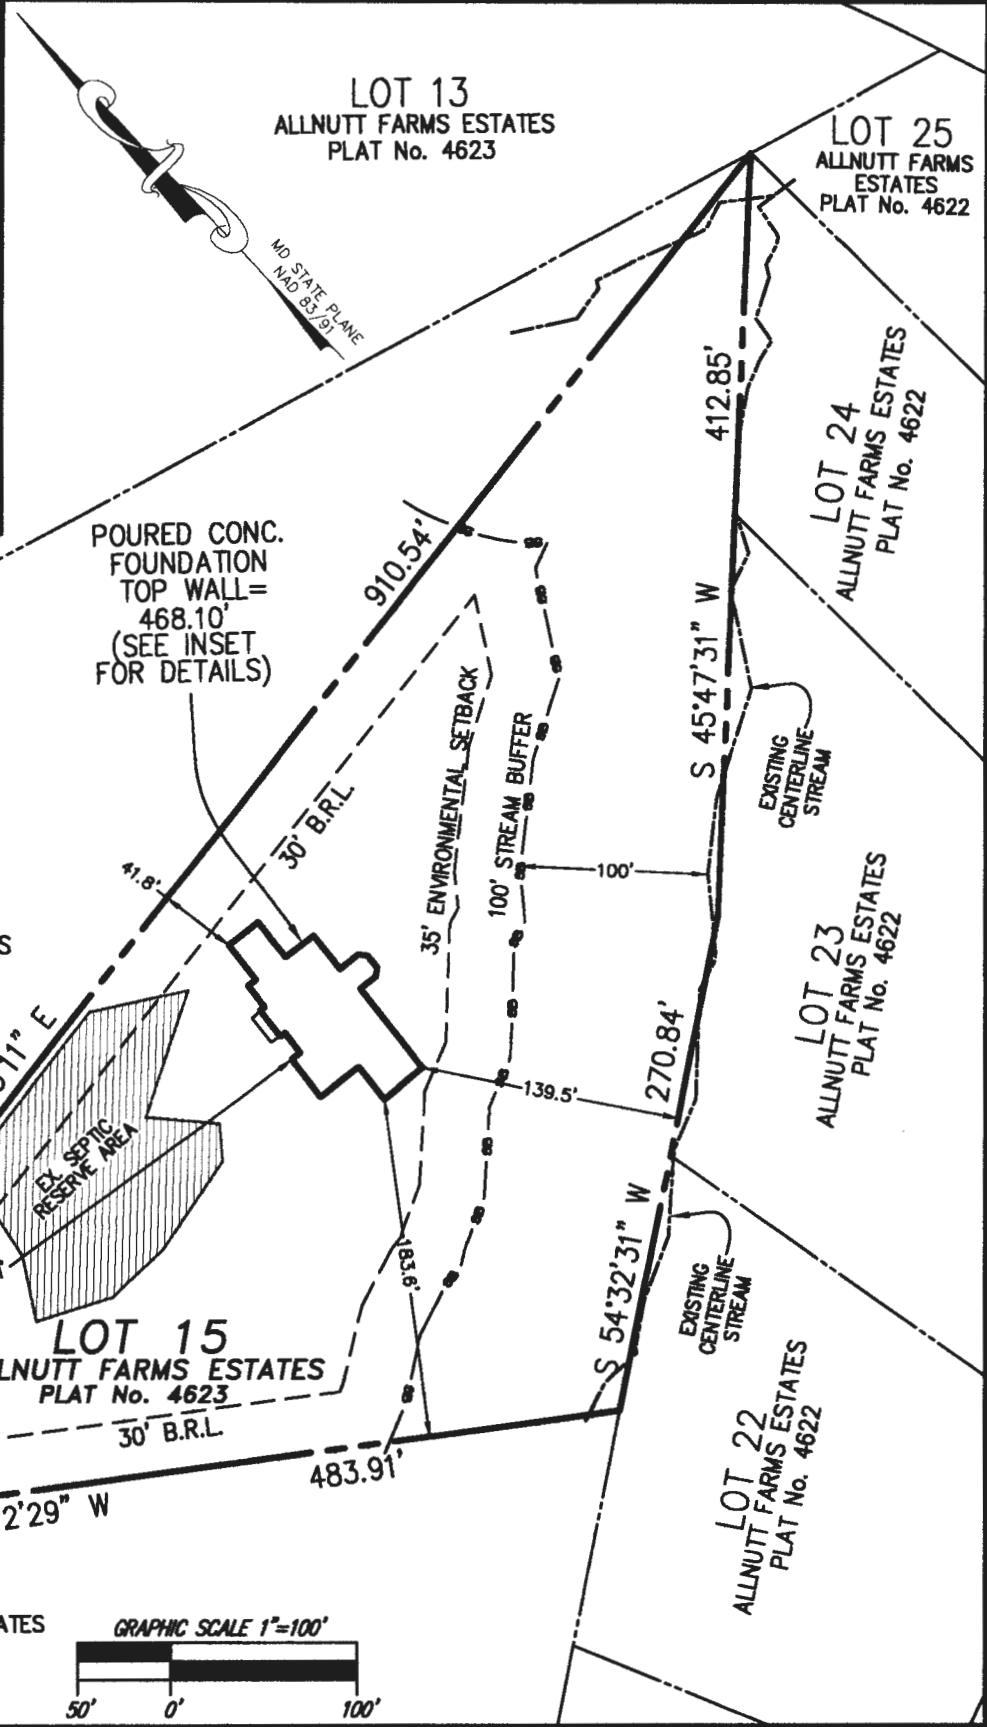 LOT 13
ALLNUTT FARMS ESTATES
PLAT No. 4623
LOT 25
ALLNUTT FARMS
ESTATES
PLAT No. 4622
MD STATE PLANE
NAD 83/91
412.85'
LOT 24
ALLNUTT FARMS ESTATES
PLAT No. 4622
POURED CONC.
FOUNDATION
TOP WALL=
468.10'
(SEE INSET
FOR DETAILS)
910.54'
S 45°47'31" W
35' ENVIRONMENTAL SETBACK
100' STREAM BUFFER
EXISTING
CENTERLINE
STREAM
30' B.R.L.
100'
41.8'
S
LOT 23
ALLNUTT FARMS ESTATES
PLAT No. 4622
11" E
270.84'
139.5'
EX. SEPTIC
RESERVE AREA
183.6'
S 54°32'31" W
EXISTING
CENTERLINE
STREAM
LOT 15
LNUTT FARMS ESTATES
PLAT No. 4623
30' B.R.L.
483.91'
2'29" W
LOT 22
ALLNUTT FARMS ESTATES
PLAT No. 4622
ATES
GRAPHIC SCALE 1"=100'
50' 0' 100'